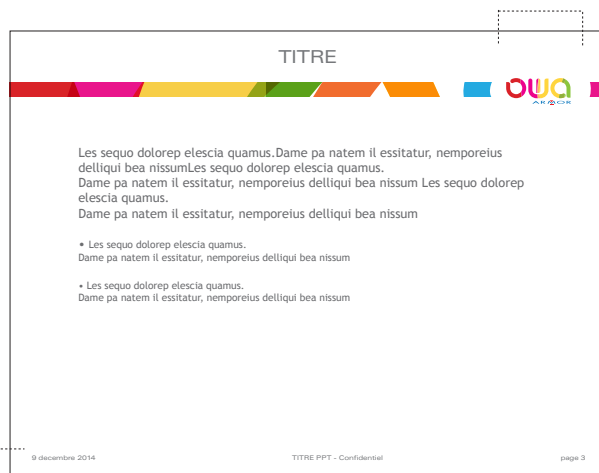 TITRE
owa
ARMOR
Les sequo dolorep elescia quamus.Dame pa natem il essitatur, nemporeius
delliqui bea nissumLes sequo dolorep elescia quamus.
Dame pa natem il essitatur, nemporeius delliqui bea nissum Les sequo dolorep
elescia quamus.
Dame pa natem il essitatur, nemporeius delliqui bea nissum
• Les sequo dolorep elescia quamus.
Dame pa natem il essitatur, nemporeius delliqui bea nissum
• Les sequo dolorep elescia quamus.
Dame pa natem il essitatur, nemporeius delliqui bea nissum
9 decembre 2014 TITRE PPT - Confidentiel page 3